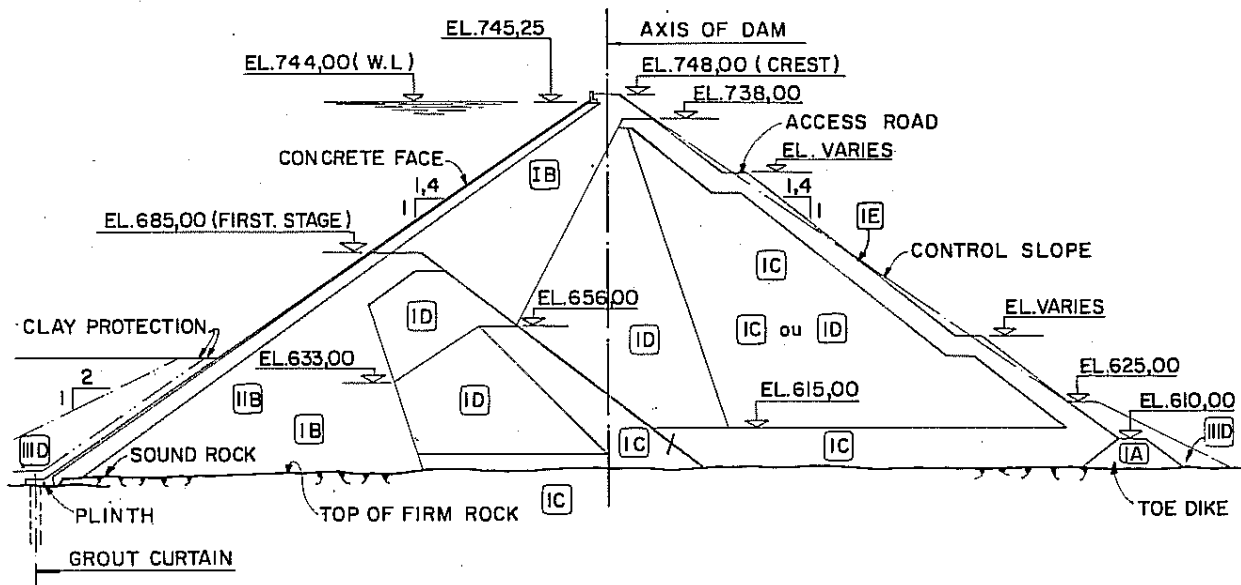 EL.745,25
AXIS OF DAM
EL.744,00 ( W.L )
EL.748,00 ( CREST )
EL.738,00
ACCESS ROAD
EL. VARIES
CONCRETE FACE
IB
1,4
1
1,4
1
EL.685,00 (FIRST. STAGE)
IE
CONTROL SLOPE
IC
ID
EL.656,00
EL.VARIES
CLAY PROTECTION
IC ou ID
ID
EL.633,00
2
1
EL.625,00
IIB
ID
EL.615,00
EL.610,00
IB
IIID
IC
IC
IIID
SOUND ROCK
IA
PLINTH
TOP OF FIRM ROCK
IC
TOE DIKE
GROUT CURTAIN